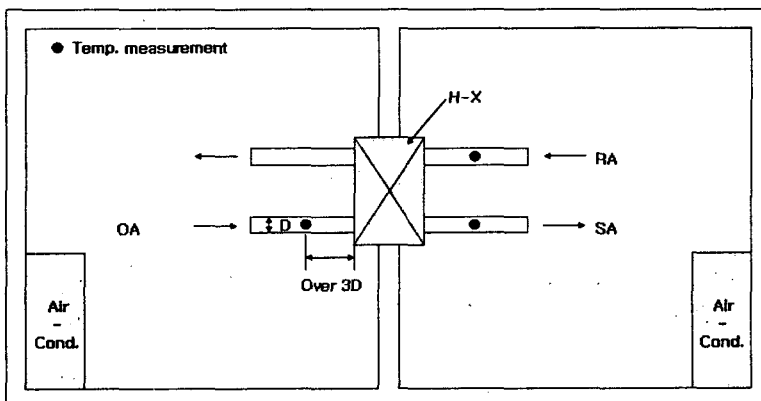 Temp. measurement
H-X
RA
OA
D
SA
Over 3D
Air
-
Cond.
Air
-
Cond.